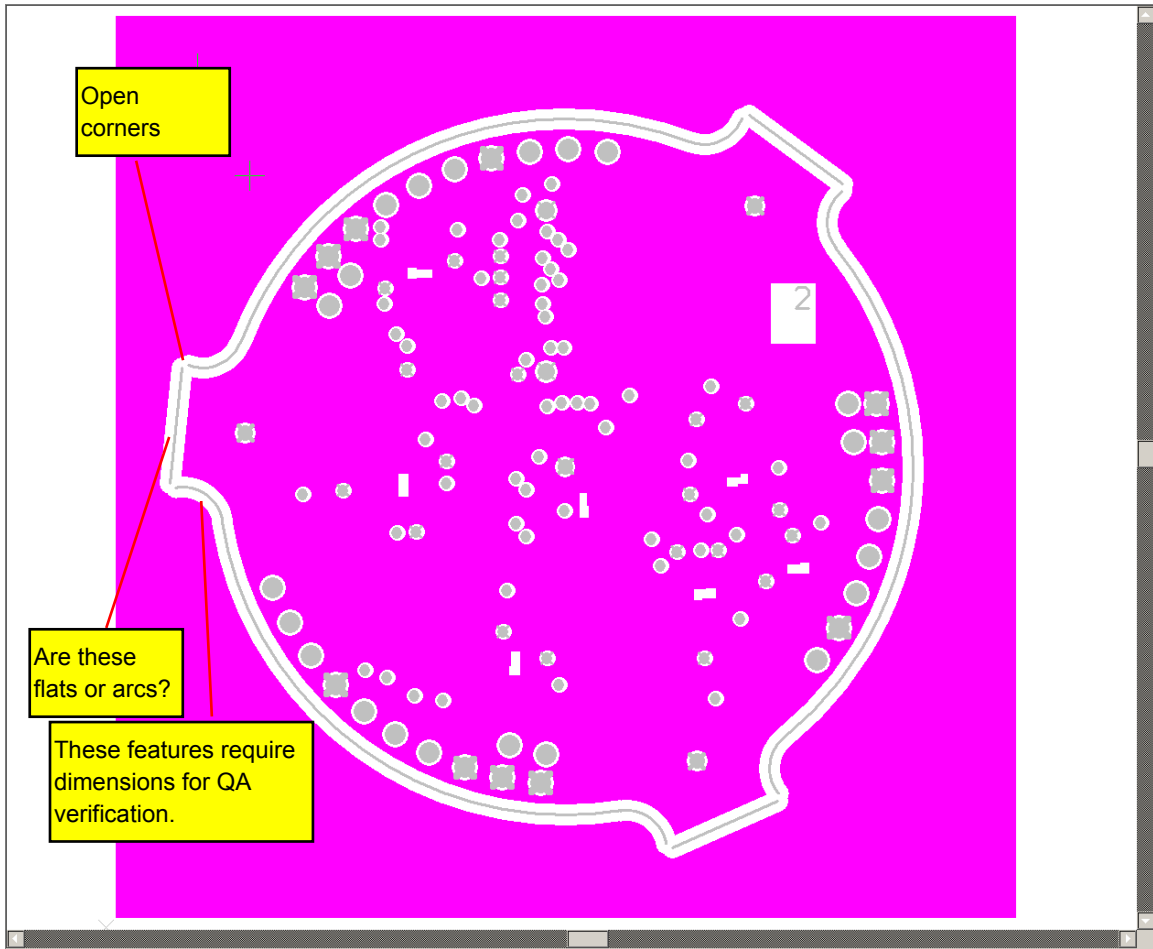 Open
corners
2
Are these
flats or arcs?
These features require
dimensions for QA
verification.